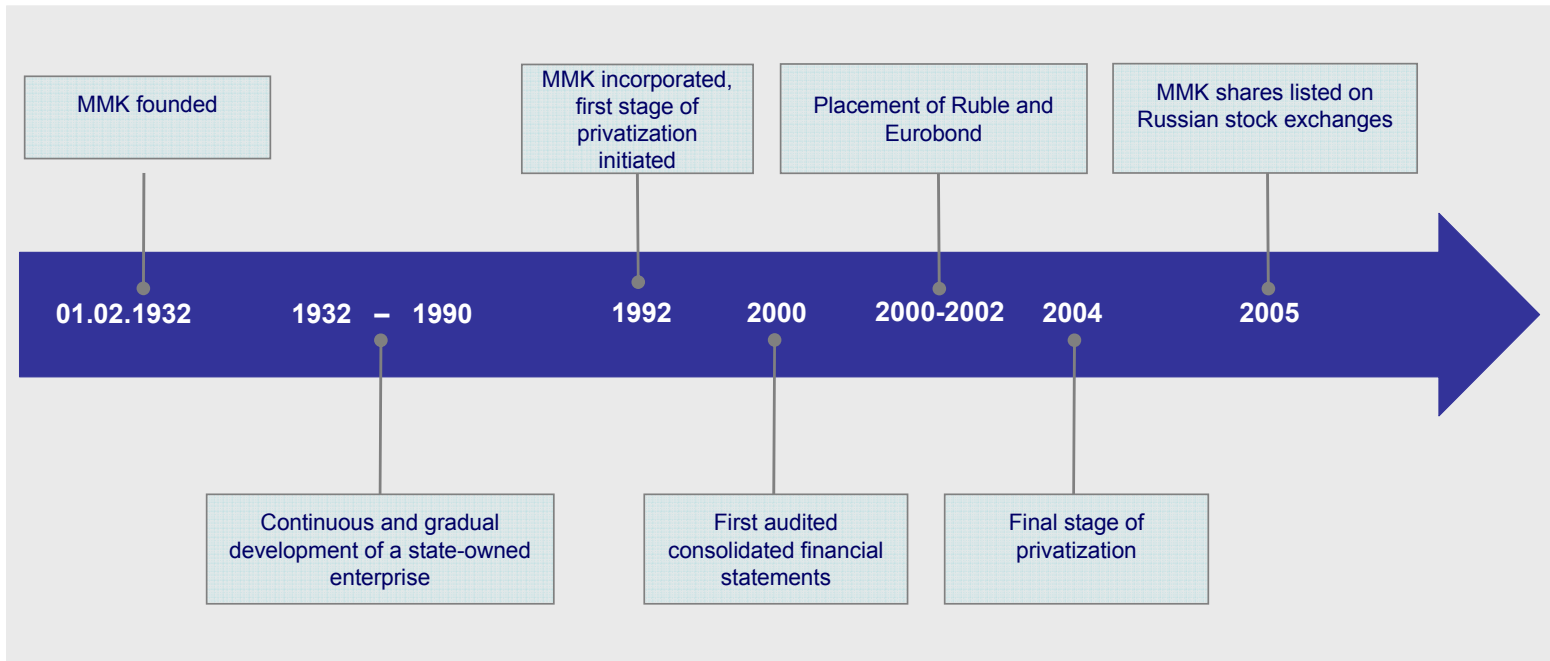 MMK founded
MMK incorporated,
first stage of
privatization
initiated
Placement of Ruble and
Eurobond
MMK shares listed on
Russian stock exchanges
01.02.1932
1932 – 1990
1992
2000
2000-2002
2004
2005
Continuous and gradual
development of a state-owned
enterprise
First audited
consolidated financial
statements
Final stage of
privatization